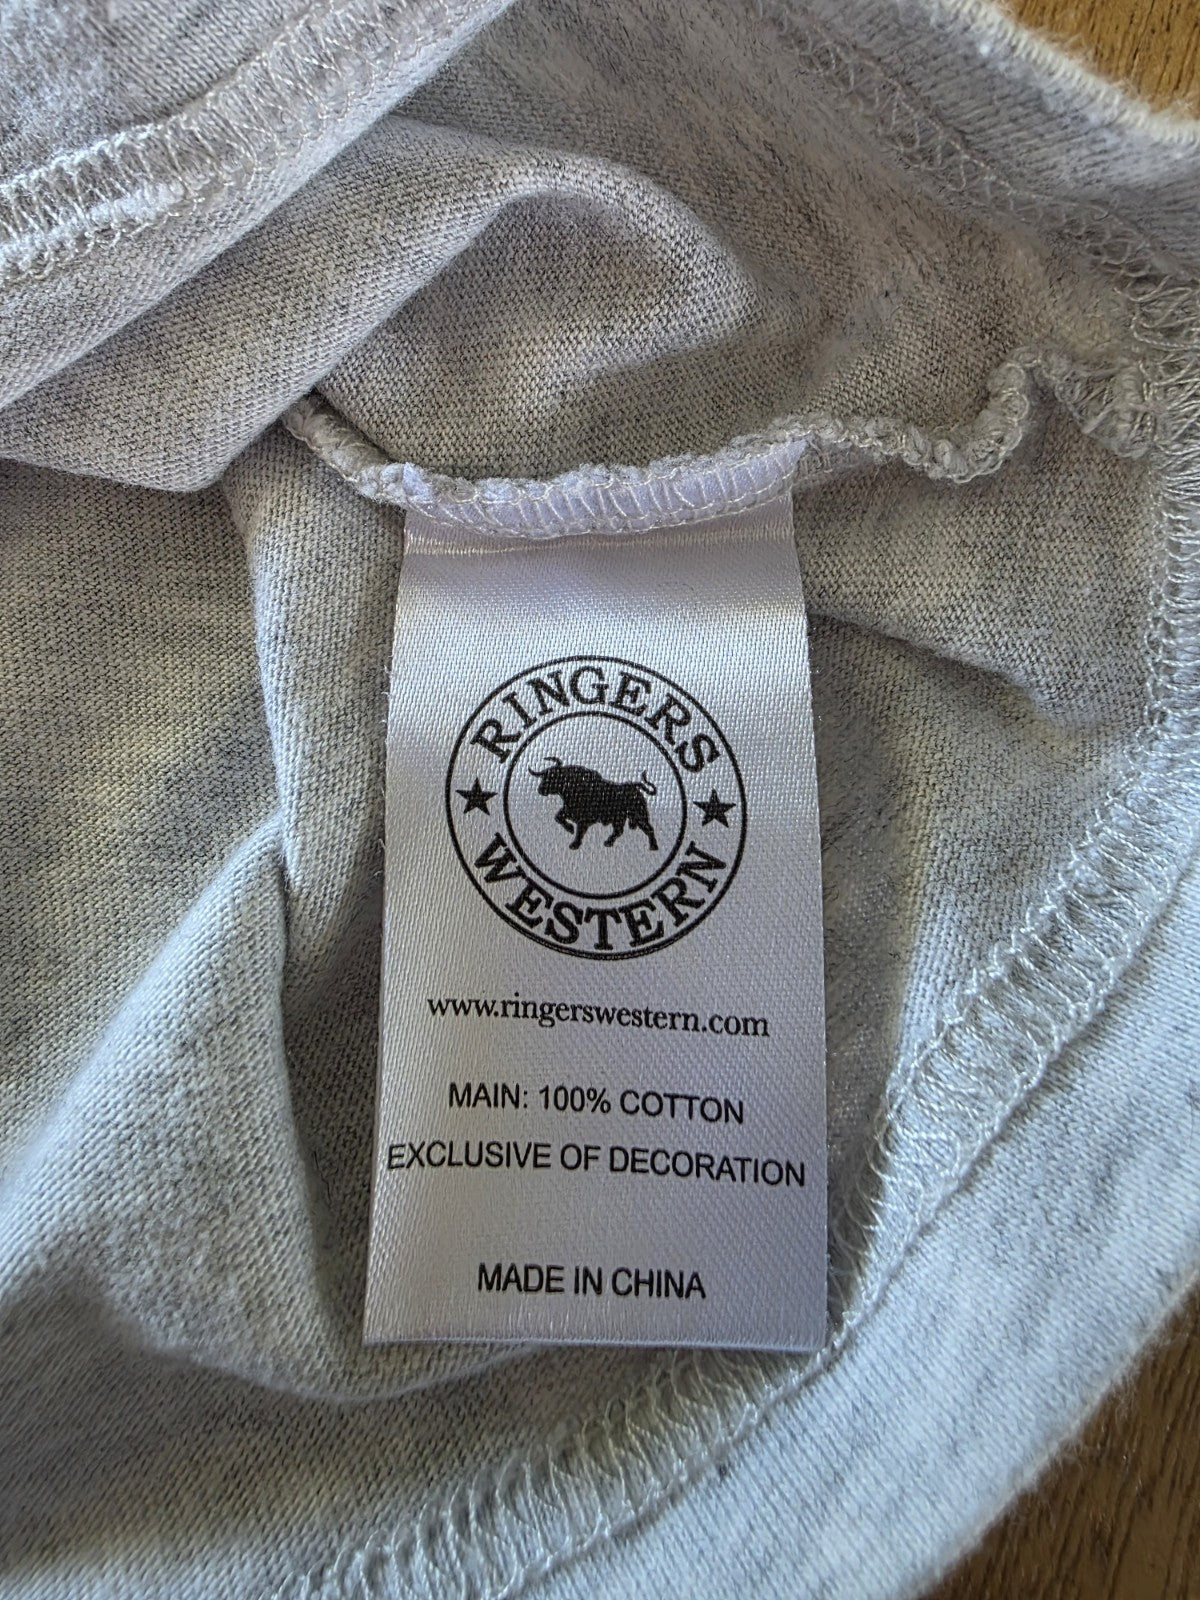 RINGERS
WESTERN
www.ringerswestern.com
MAIN: 100% COTTON
EXCLUSIVE OF DECORATION
MADE IN CHINA